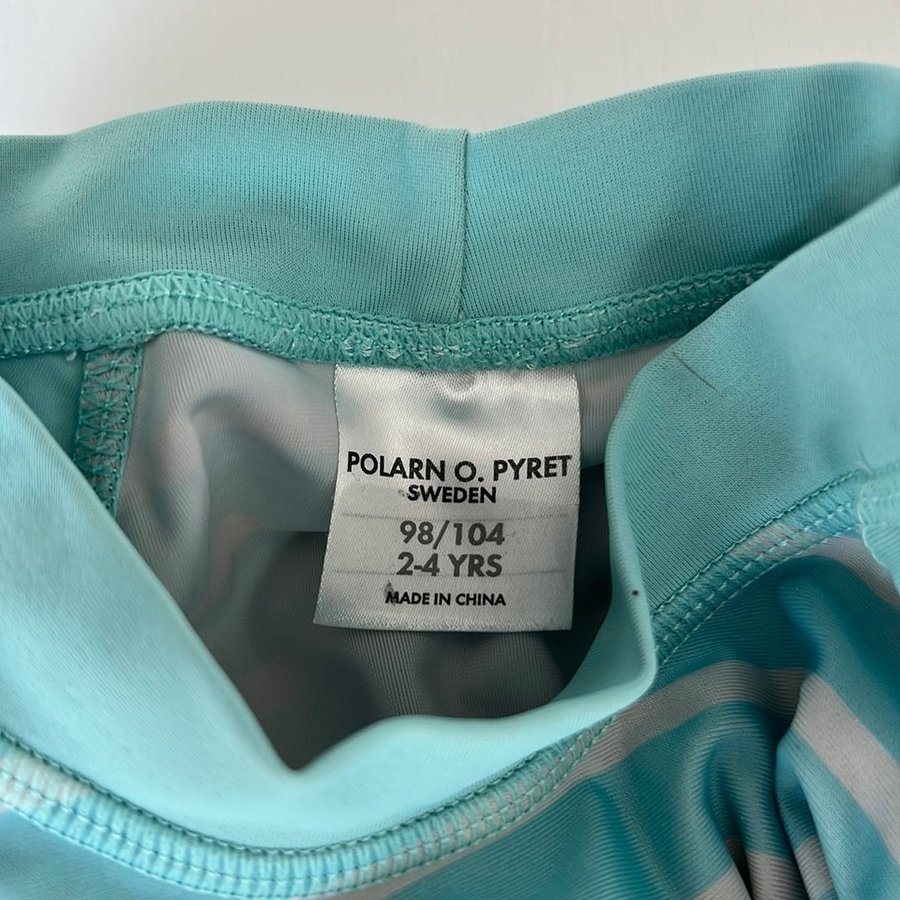 POLARN O. PYRET
SWEDEN
98/104
2-4 YRS
MADE IN CHINA